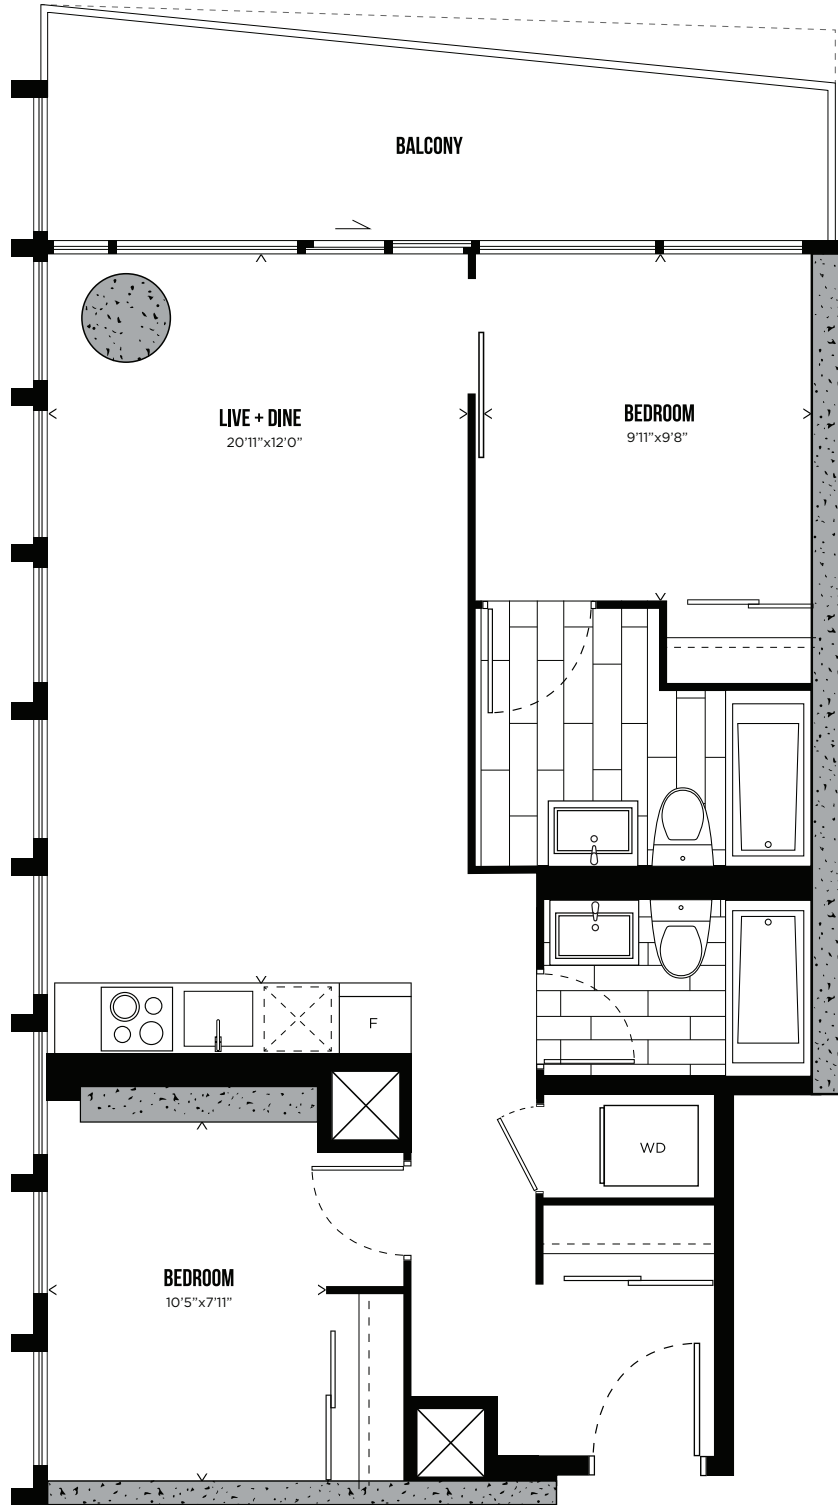 BALCONY
LIVE + DINE
20'11"x12'0"
BEDROOM
9'11"x9'8"
F
WD
BEDROOM
10'5"x7'11"